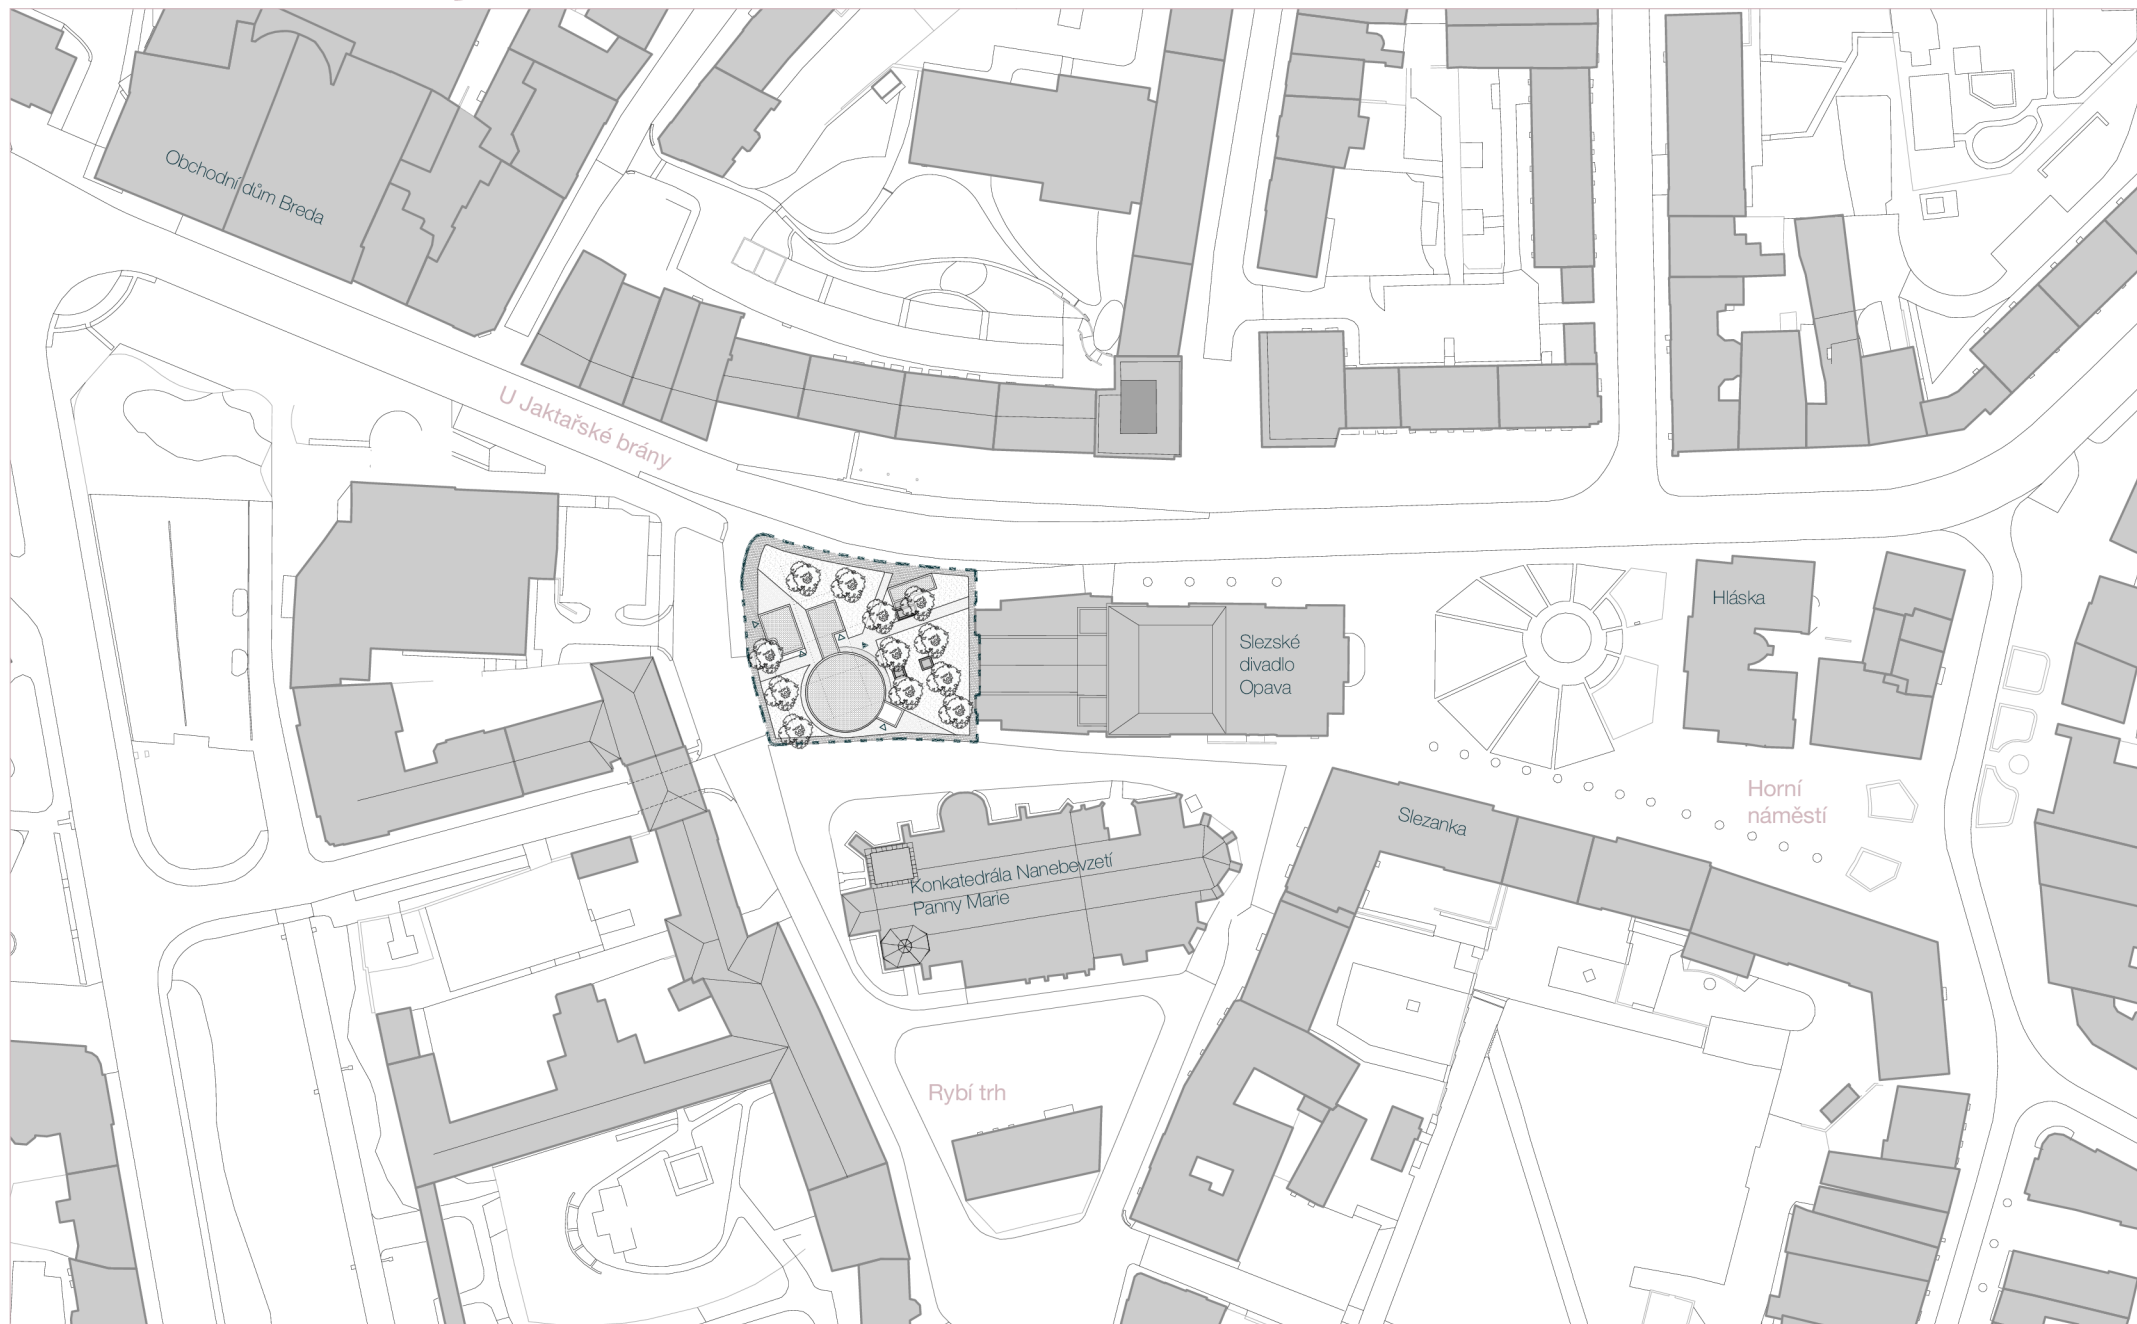 Obchodní dům Breda
U Jaktařské brány
Slezské
divadlo
Opava
Hláska
Horní
náměstí
Slezanka
Konkatedrála Nanebevzetí
Panny Marie
Rybí trh